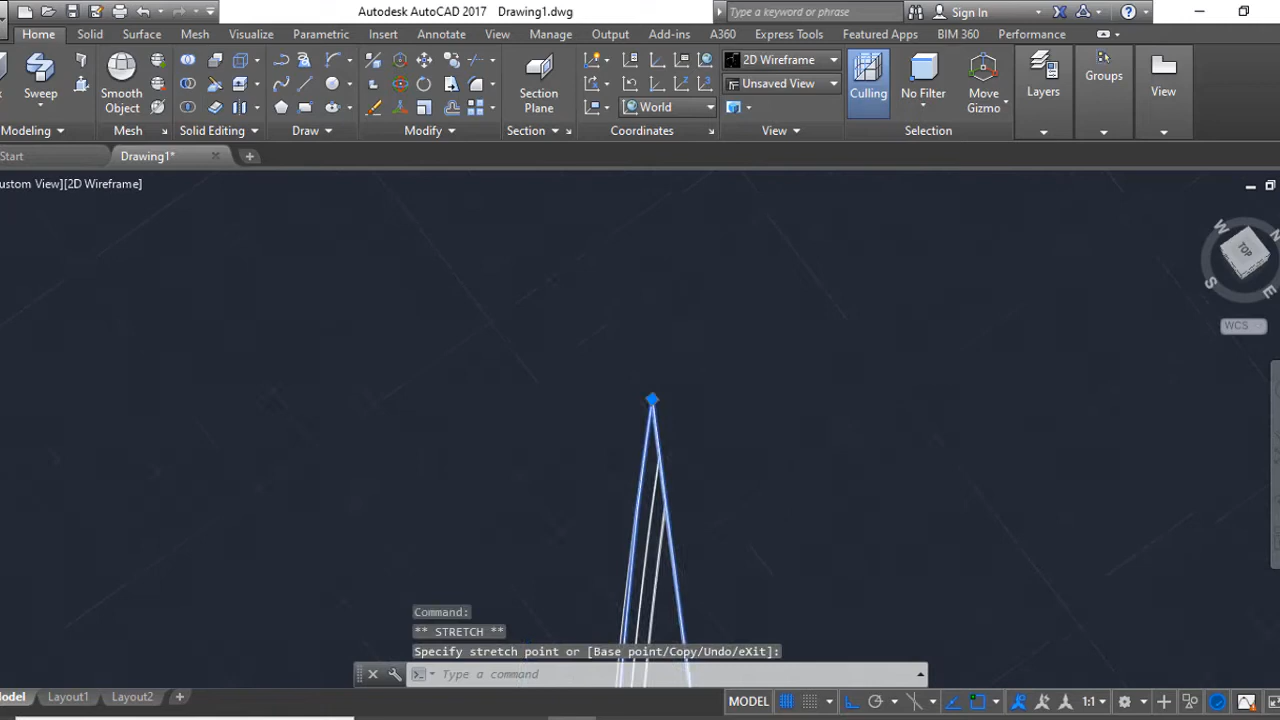 Autodesk AutoCAD 2017 Drawing1.dwg
Type a keyword or phrase
Sign In
Home Solid Surface Mesh Visualize Parametric Insert Annotate View Manage Output Add-ins A360 Express Tools Featured Apps BIM 360 Performance
Sweep
Smooth Object
Section Plane
2D Wireframe
Unsaved View
World
Culling
No Filter
Move Gizmo
Layers
Groups
View
Modeling Mesh Solid Editing Draw Modify Section Coordinates View Selection
Start Drawing1*
ustom View][2D Wireframe]
TOP
W
N
S
E
WCS
Command:
** STRETCH **
Specify stretch point or [Base point/Copy/Undo/eXit]:
Type a command
odel Layout1 Layout2 MODEL 1:1